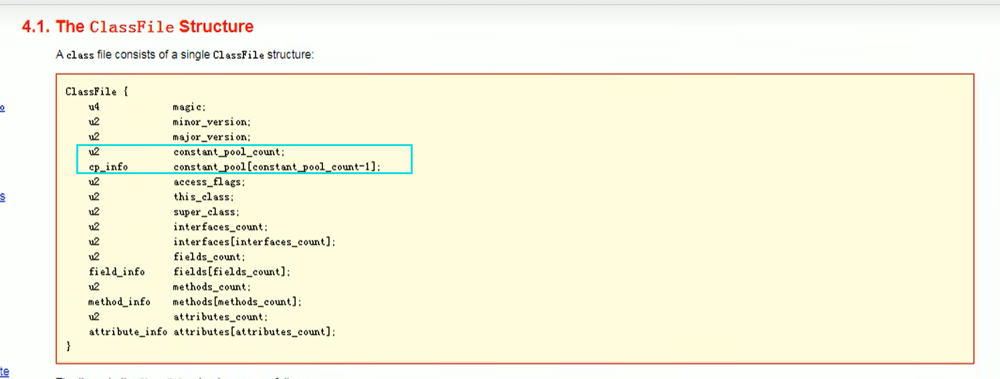 4.1. The ClassFile Structure
A class file consists of a single ClassFile structure:
ClassFile {
u4 magic;
u2 minor_version;
u2 major_version;
u2 constant_pool_count;
cp_info constant_pool[constant_pool_count-1];
u2 access_flags;
u2 this_class;
u2 super_class;
u2 interfaces_count;
u2 interfaces[interfaces_count];
u2 fields_count;
field_info fields[fields_count];
u2 methods_count;
method_info methods[methods_count];
u2 attributes_count;
attribute_info attributes[attributes_count];
}
o
s
te